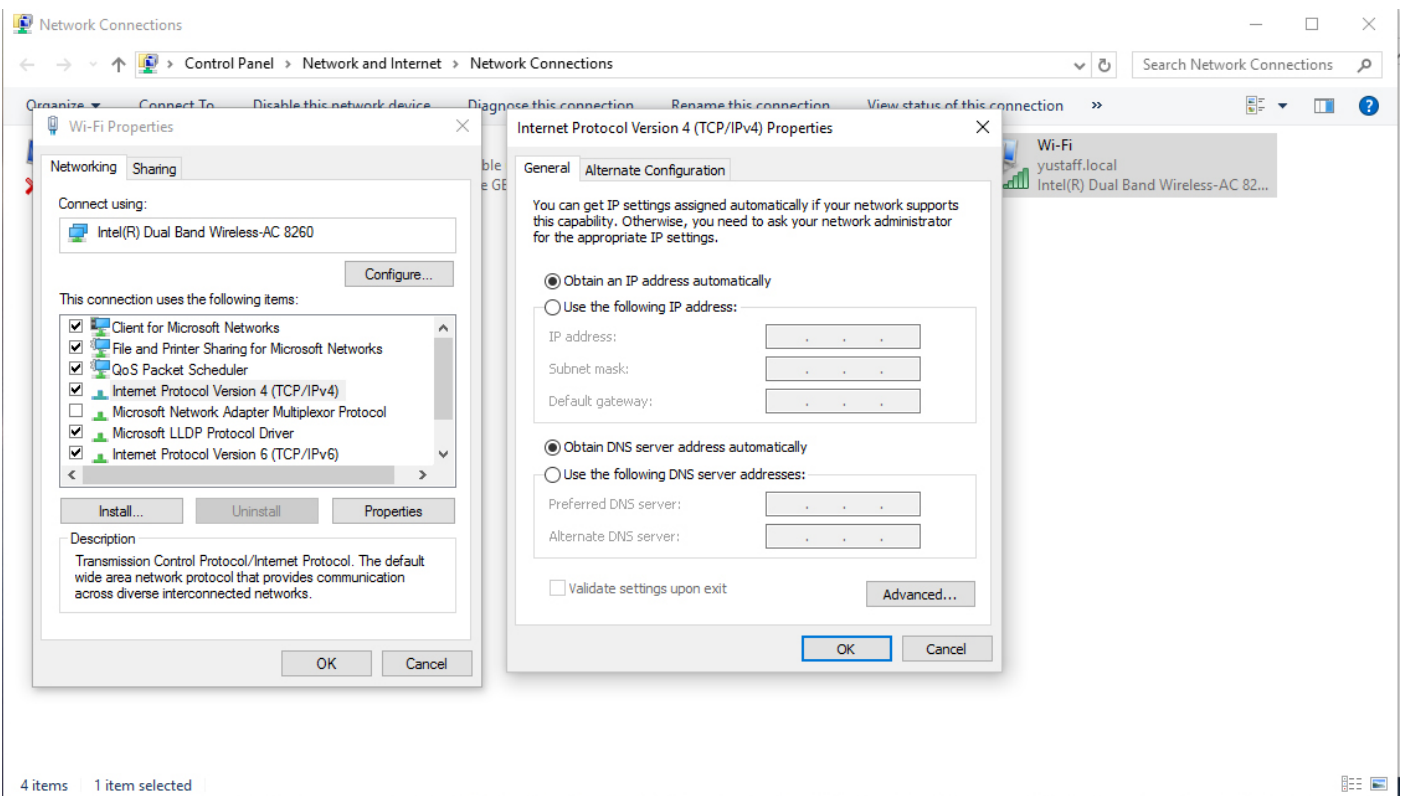 Network Connections
Control Panel > Network and Internet > Network Connections
Search Network Connections
Organize Connect To Disable this network device Diagnose this connection Rename this connection View status of this connection »
Wi-Fi Properties
Networking Sharing
Connect using:
Intel(R) Dual Band Wireless-AC 8260
Configure...
This connection uses the following items:
Client for Microsoft Networks
File and Printer Sharing for Microsoft Networks
QoS Packet Scheduler
Internet Protocol Version 4 (TCP/IPv4)
Microsoft Network Adapter Multiplexor Protocol
Microsoft LLDP Protocol Driver
Internet Protocol Version 6 (TCP/IPv6)
Install... Uninstall Properties
Description
Transmission Control Protocol/Internet Protocol. The default
wide area network protocol that provides communication
across diverse interconnected networks.
OK Cancel
ble
e GE
Internet Protocol Version 4 (TCP/IPv4) Properties
General Alternate Configuration
You can get IP settings assigned automatically if your network supports
this capability. Otherwise, you need to ask your network administrator
for the appropriate IP settings.
Obtain an IP address automatically
Use the following IP address:
IP address:
Subnet mask:
Default gateway:
Obtain DNS server address automatically
Use the following DNS server addresses:
Preferred DNS server:
Alternate DNS server:
Validate settings upon exit
Advanced...
OK Cancel
Wi-Fi
yustaff.local
Intel(R) Dual Band Wireless-AC 82...
4 items 1 item selected